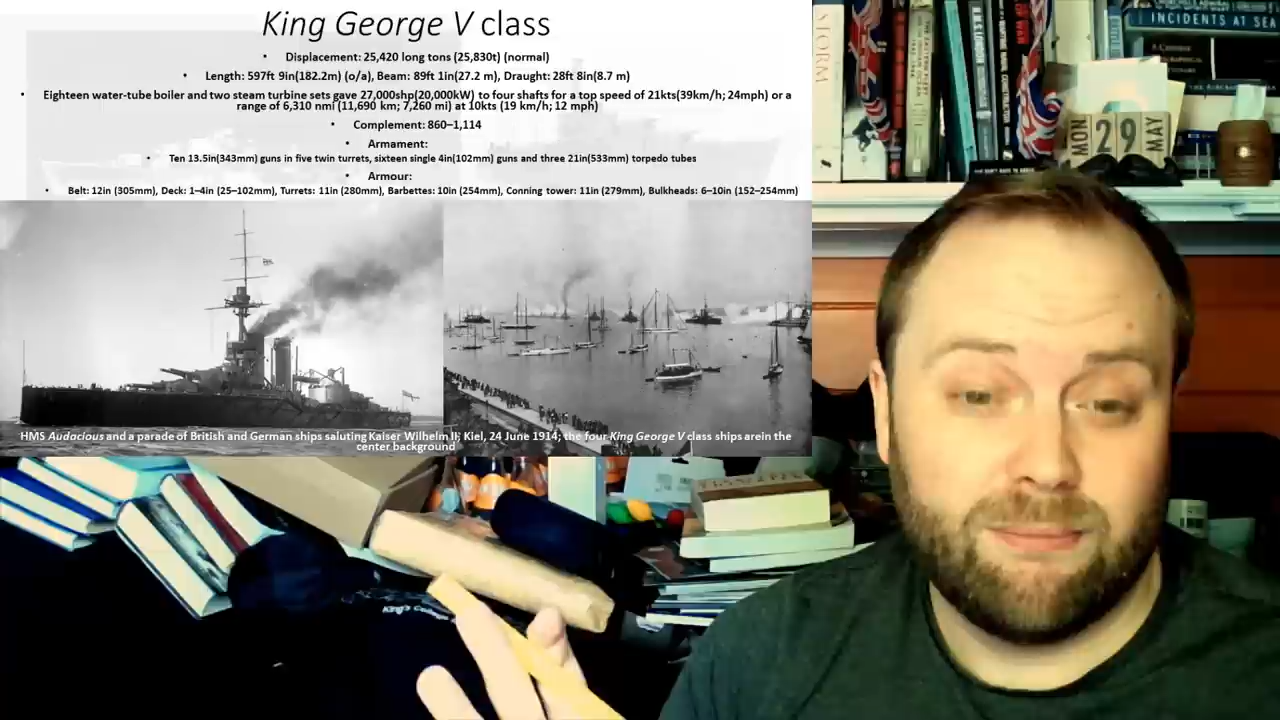 King George V class
• Displacement: 25,420 long tons (25,830t) (normal)
• Length: 597ft 9in(182.2m) (o/a), Beam: 89ft 1in(27.2 m), Draught: 28ft 8in(8.7 m)
• Eighteen water-tube boiler and two steam turbine sets gave 27,000shp(20,000kW) to four shafts for a top speed of 21kts(39km/h; 24mph) or a
range of 6,310 nmi (11,690 km; 7,260 mi) at 10kts (19 km/h; 12 mph)
• Complement: 860–1,114
• Armament:
• Ten 13.5in(343mm) guns in five twin turrets, sixteen single 4in(102mm) guns and three 21in(533mm) torpedo tubes
• Armour:
• Belt: 12in (305mm), Deck: 1–4in (25–102mm), Turrets: 11in (280mm), Barbettes: 10in (254mm), Conning tower: 11in (279mm), Bulkheads: 6–10in (152–254mm)
HMS Audacious and a parade of British and German ships saluting Kaiser Wilhelm II, Kiel, 24 June 1914; the four King George V class ships arein the
center background
STORM
INCIDENTS AT SEA
MON 29 MAY
King's